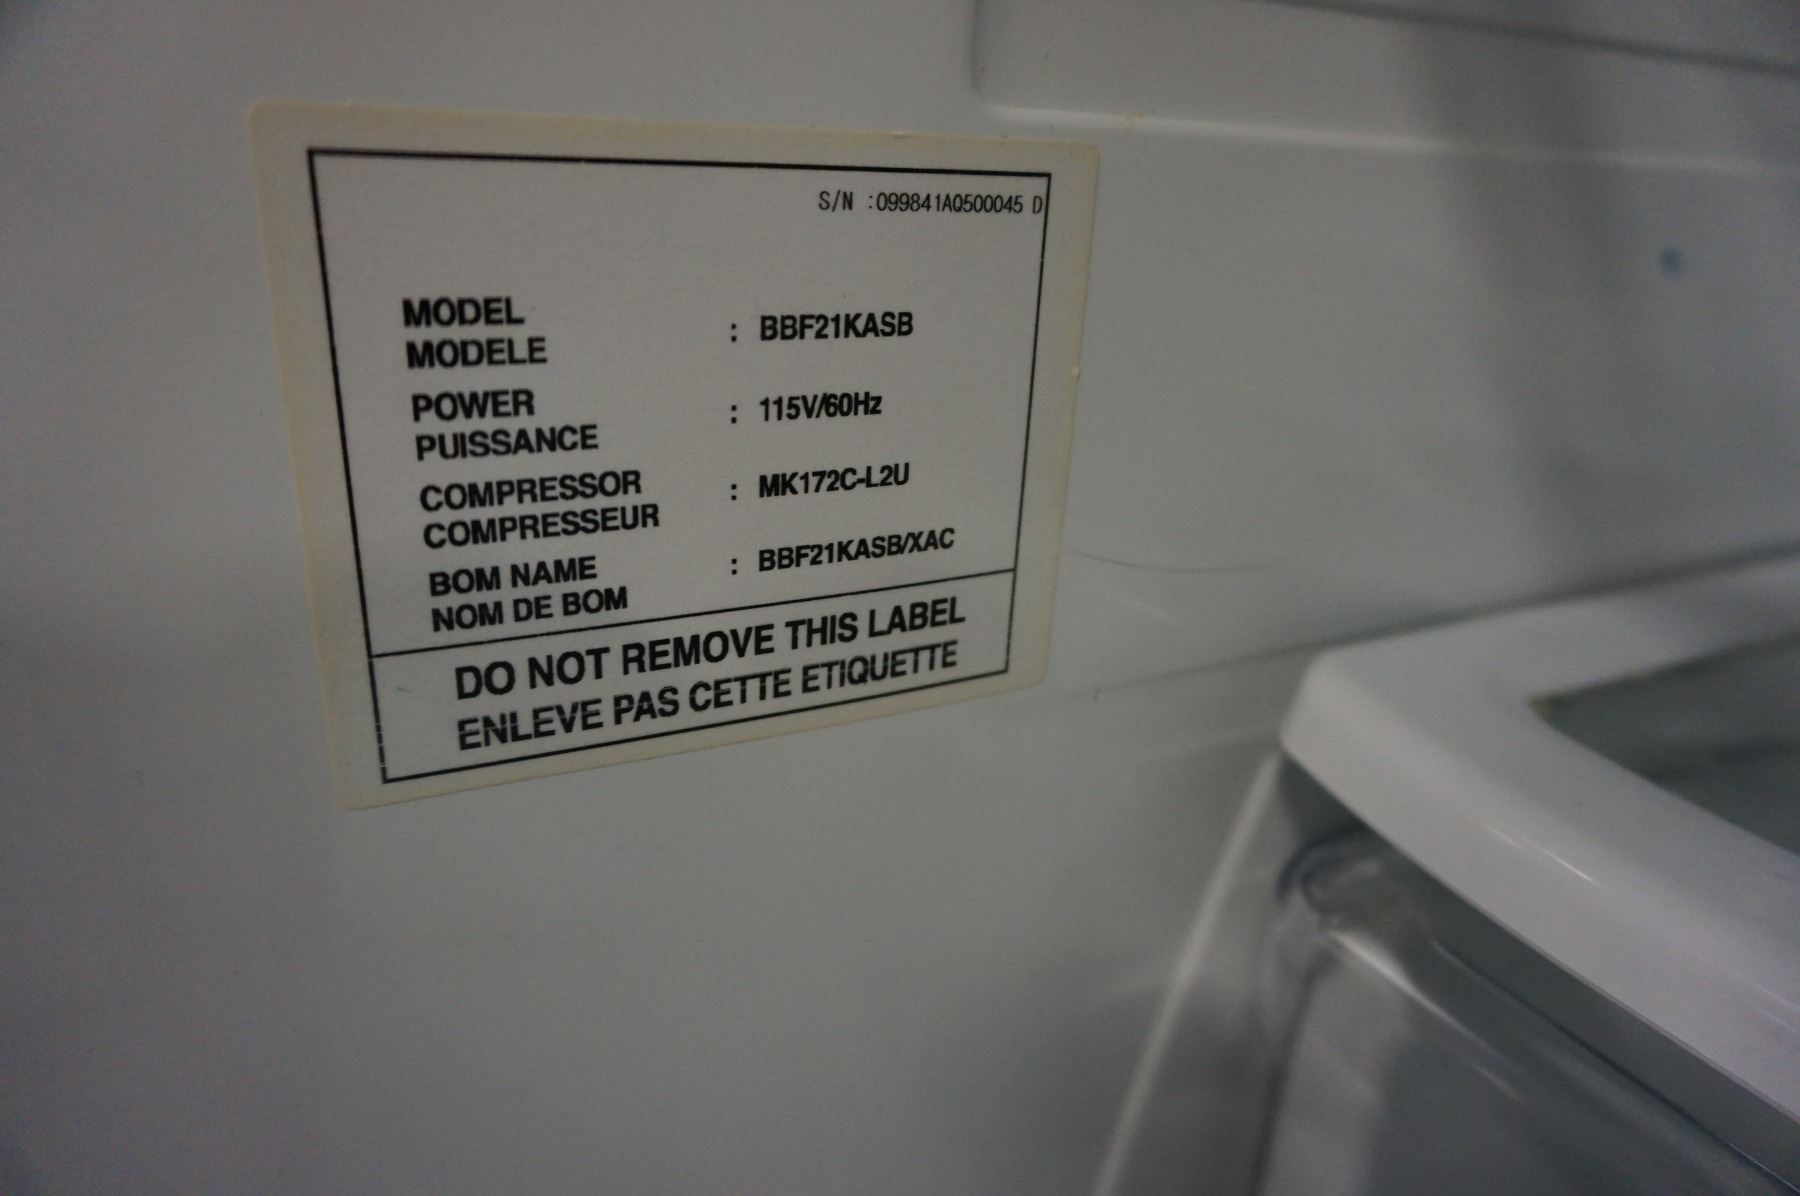 S/N :099841AQ500045 D
MODEL
MODELE : BBF21KASB
POWER
PUISSANCE : 115V/60Hz
COMPRESSOR
COMPRESSEUR : MK172C-L2U
BOM NAME
NOM DE BOM : BBF21KASB/XAC
DO NOT REMOVE THIS LABEL
ENLEVE PAS CETTE ETIQUETTE